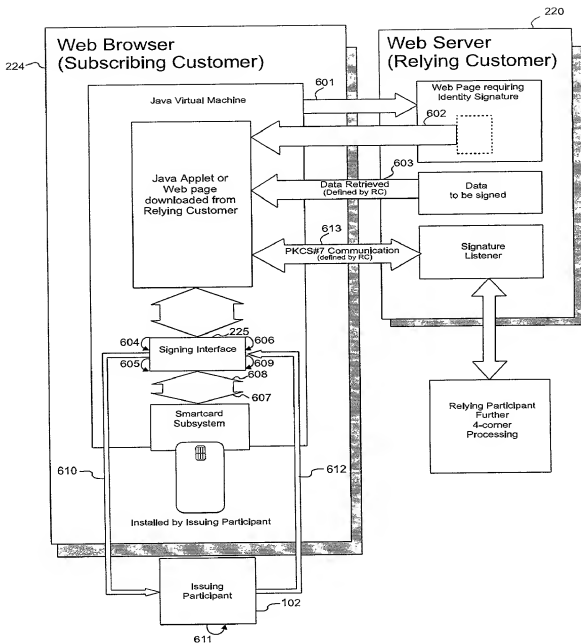 220
Web Browser
(Subscribing Customer)
224
Java Virtual Machine
Java Applet or
Web page
downloaded from
Relying Customer
Web Server
(Relying Customer)
601
Web Page requiring
Identity Signature
602
603
Data Retrieved
(Defined by RC)
Data
to be signed
613
PKCS#7 Communication
(defined by RC)
Signature
Listener
225
604
606
Signing Interface
605
609
608
607
Smartcard
Subsystem
610
612
Installed by Issuing Participant
Relying Participant
Further
4-corner
Processing
Issuing
Participant
102
611